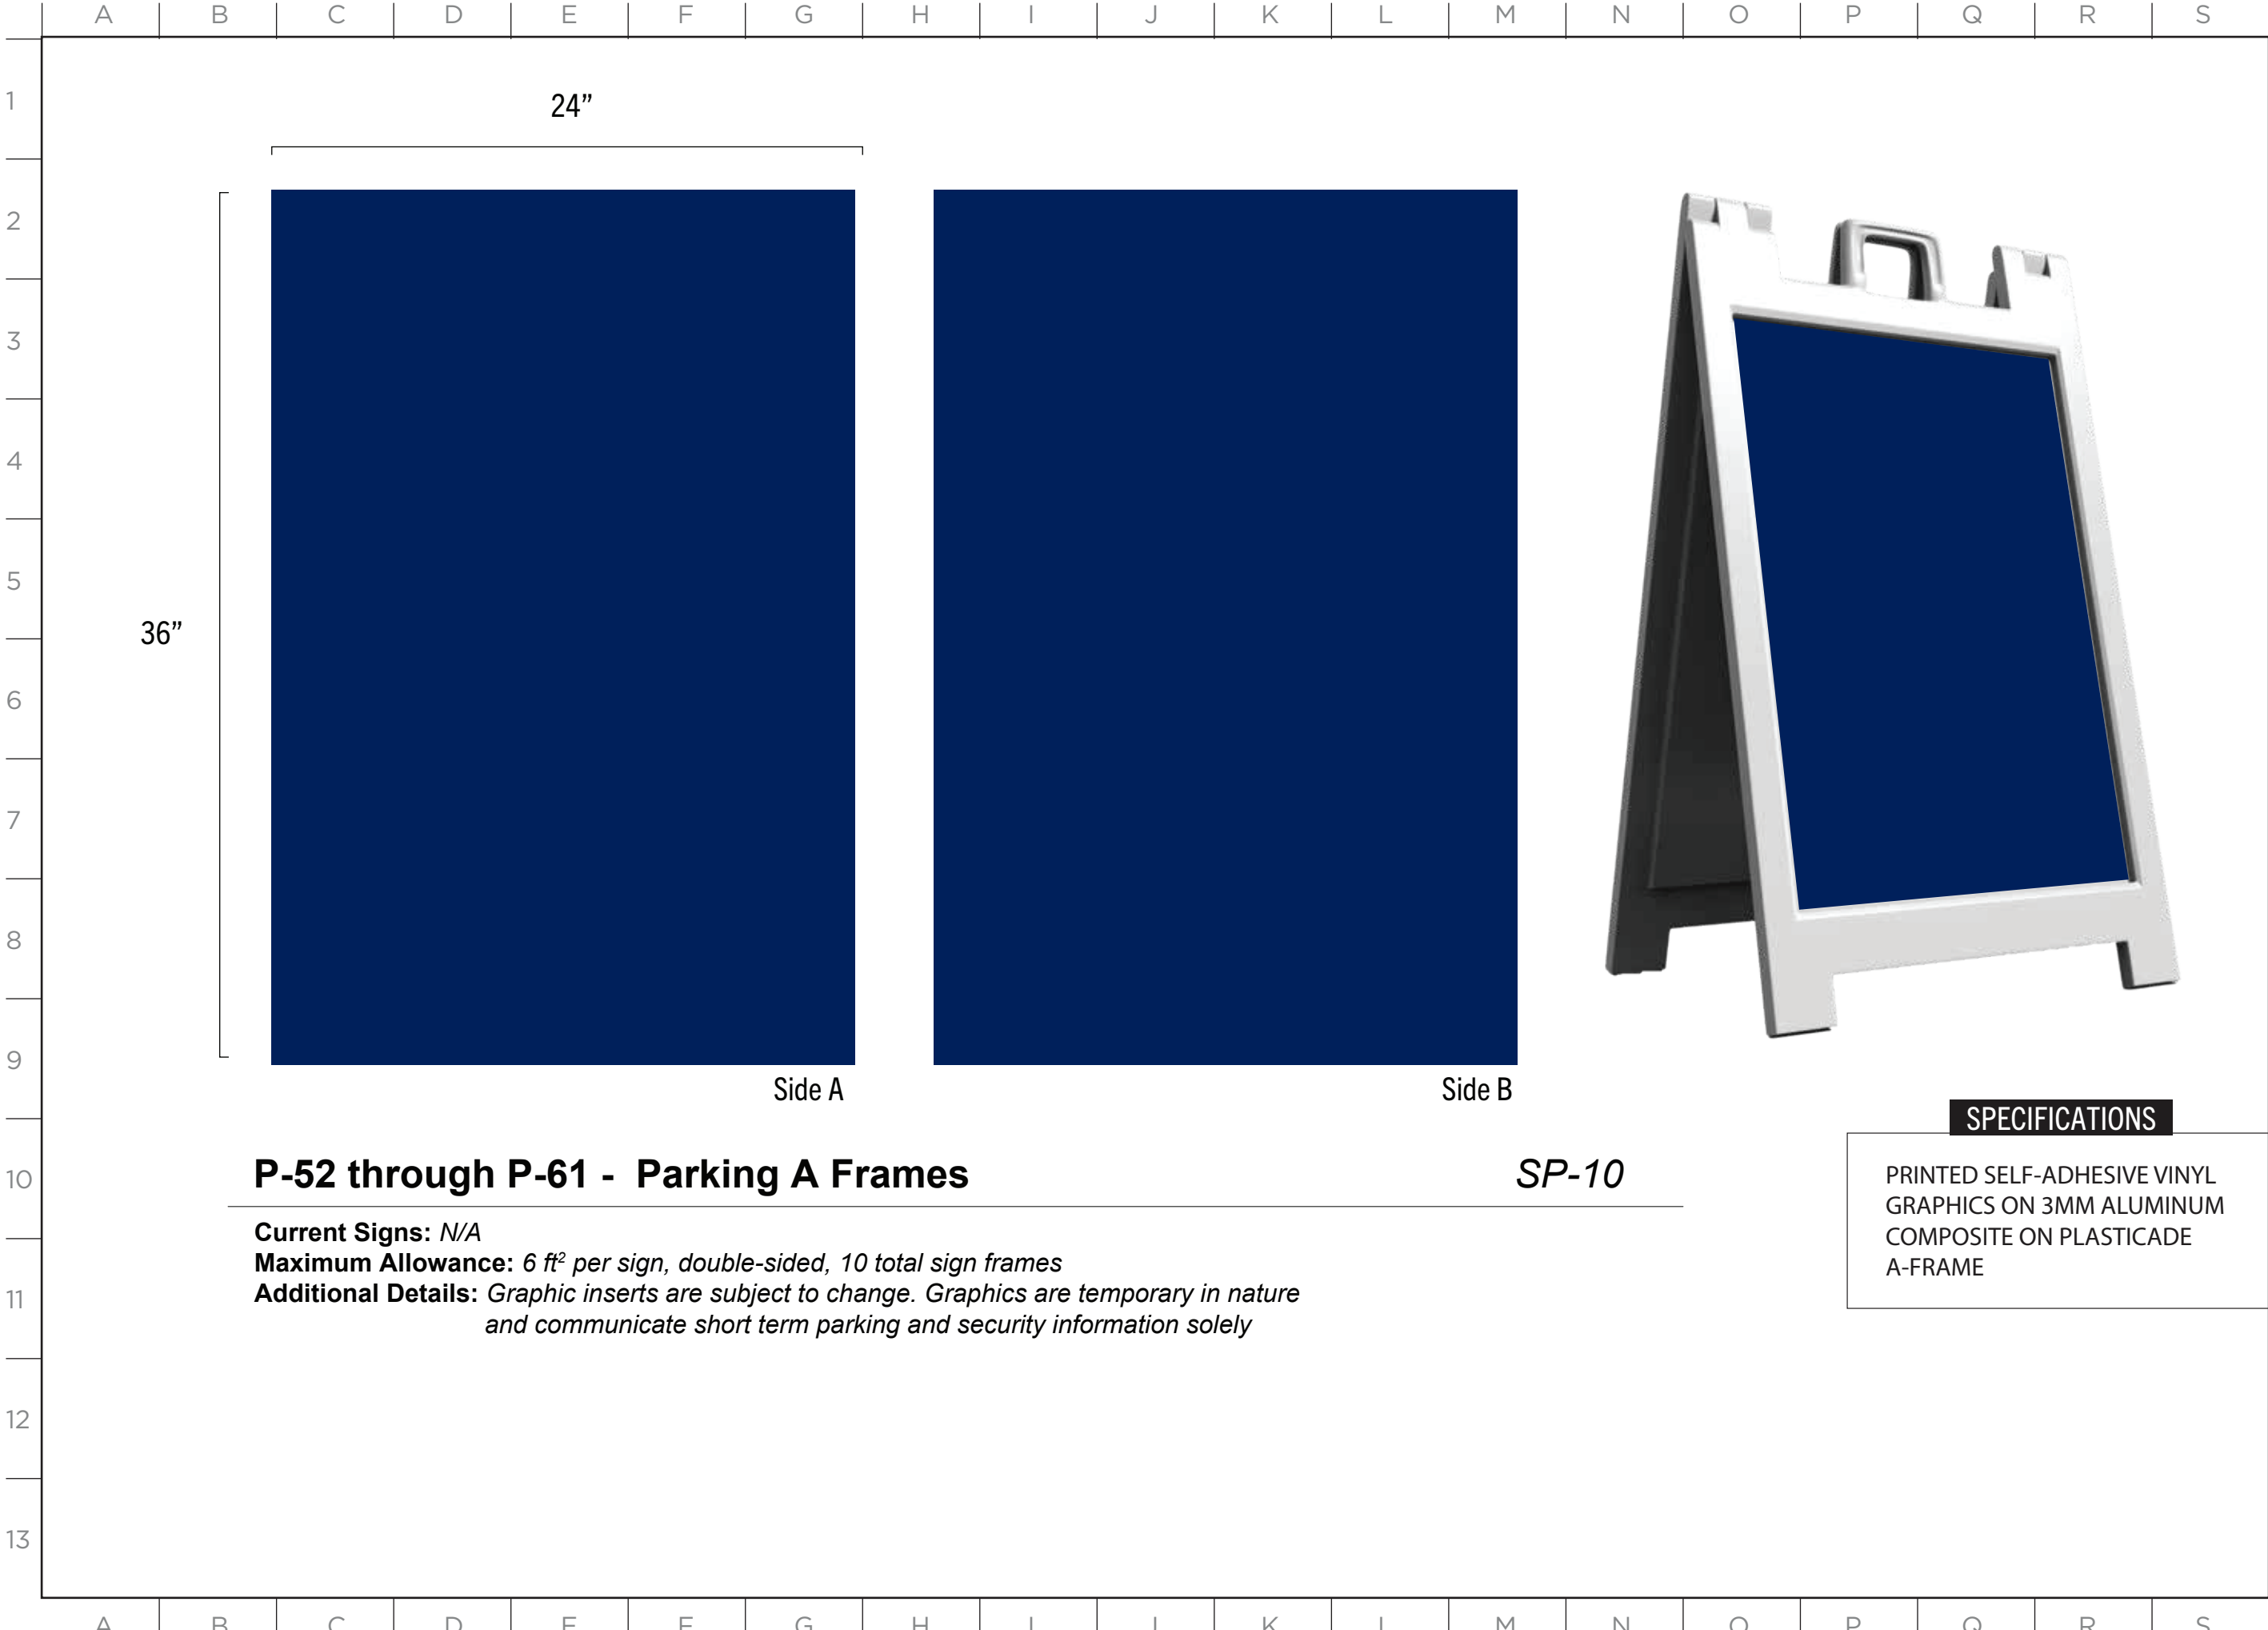 A B C D E F G H I J K L M N O P Q R S
1
24”
2
3
4
5
36”
6
7
8
9
Side A
Side B
SPECIFICATIONS
10
P-52 through P-61 - Parking A Frames
SP-10
PRINTED SELF-ADHESIVE VINYL
GRAPHICS ON 3MM ALUMINUM
COMPOSITE ON PLASTICADE
A-FRAME
Current Signs: N/A
Maximum Allowance: 6 ft² per sign, double-sided, 10 total sign frames
11
Additional Details: Graphic inserts are subject to change. Graphics are temporary in nature
and communicate short term parking and security information solely
12
13
A B C D E F G H I J K L M N O P Q R S